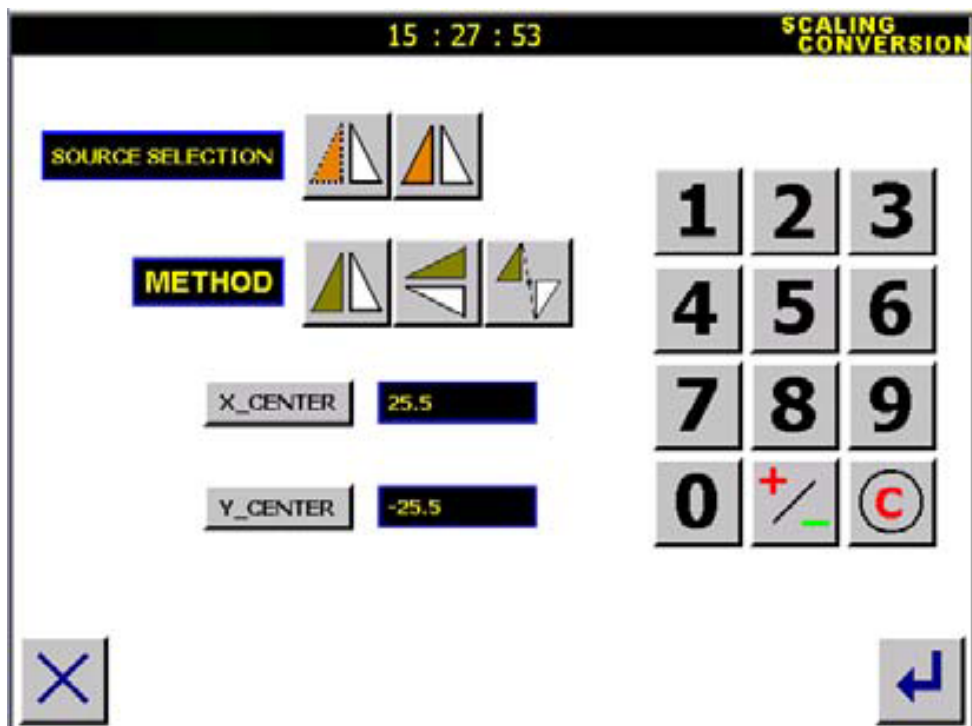 15 : 27 : 53
SCALING
CONVERSION
SOURCE SELECTION
METHOD
X_CENTER 25.5
Y_CENTER -25.5
1 2 3
4 5 6
7 8 9
0 +/- C